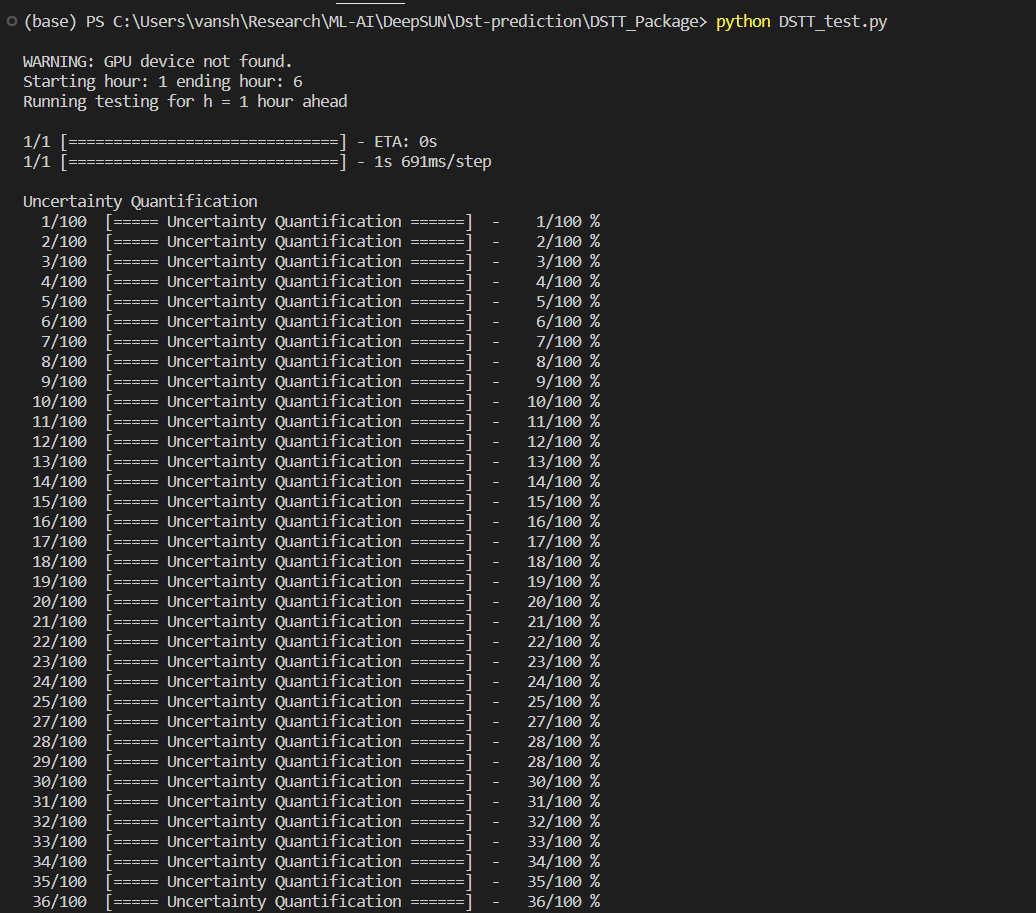 (base) PS C:\Users\vansh\Research\ML-AI\DeepSUN\Dst-prediction\DSTT_Package> python DSTT_test.py
WARNING: GPU device not found.
Starting hour: 1 ending hour: 6
Running testing for h = 1 hour ahead
1/1 [==============================] - ETA: 0s
1/1 [==============================] - 1s 691ms/step
Uncertainty Quantification
1/100 [===== Uncertainty Quantification ======] - 1/100 %
2/100 [===== Uncertainty Quantification ======] - 2/100 %
3/100 [===== Uncertainty Quantification ======] - 3/100 %
4/100 [===== Uncertainty Quantification ======] - 4/100 %
5/100 [===== Uncertainty Quantification ======] - 5/100 %
6/100 [===== Uncertainty Quantification ======] - 6/100 %
7/100 [===== Uncertainty Quantification ======] - 7/100 %
8/100 [===== Uncertainty Quantification ======] - 8/100 %
9/100 [===== Uncertainty Quantification ======] - 9/100 %
10/100 [===== Uncertainty Quantification ======] - 10/100 %
11/100 [===== Uncertainty Quantification ======] - 11/100 %
12/100 [===== Uncertainty Quantification ======] - 12/100 %
13/100 [===== Uncertainty Quantification ======] - 13/100 %
14/100 [===== Uncertainty Quantification ======] - 14/100 %
15/100 [===== Uncertainty Quantification ======] - 15/100 %
16/100 [===== Uncertainty Quantification ======] - 16/100 %
17/100 [===== Uncertainty Quantification ======] - 17/100 %
18/100 [===== Uncertainty Quantification ======] - 18/100 %
19/100 [===== Uncertainty Quantification ======] - 19/100 %
20/100 [===== Uncertainty Quantification ======] - 20/100 %
21/100 [===== Uncertainty Quantification ======] - 21/100 %
22/100 [===== Uncertainty Quantification ======] - 22/100 %
23/100 [===== Uncertainty Quantification ======] - 23/100 %
24/100 [===== Uncertainty Quantification ======] - 24/100 %
25/100 [===== Uncertainty Quantification ======] - 25/100 %
27/100 [===== Uncertainty Quantification ======] - 27/100 %
28/100 [===== Uncertainty Quantification ======] - 28/100 %
29/100 [===== Uncertainty Quantification ======] - 28/100 %
30/100 [===== Uncertainty Quantification ======] - 30/100 %
31/100 [===== Uncertainty Quantification ======] - 31/100 %
32/100 [===== Uncertainty Quantification ======] - 32/100 %
33/100 [===== Uncertainty Quantification ======] - 33/100 %
34/100 [===== Uncertainty Quantification ======] - 34/100 %
35/100 [===== Uncertainty Quantification ======] - 35/100 %
36/100 [===== Uncertainty Quantification ======] - 36/100 %